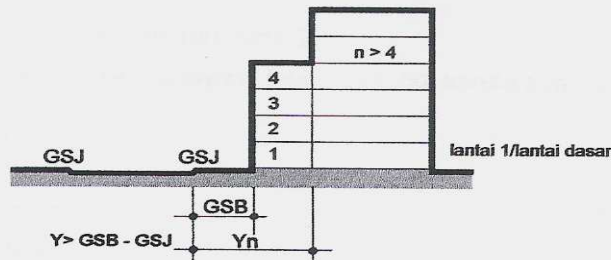 n > 4
4
3
2
1
GSJ
GSJ
lantai 1/lantai dasar
GSB
Y> GSB - GSJ
Yn